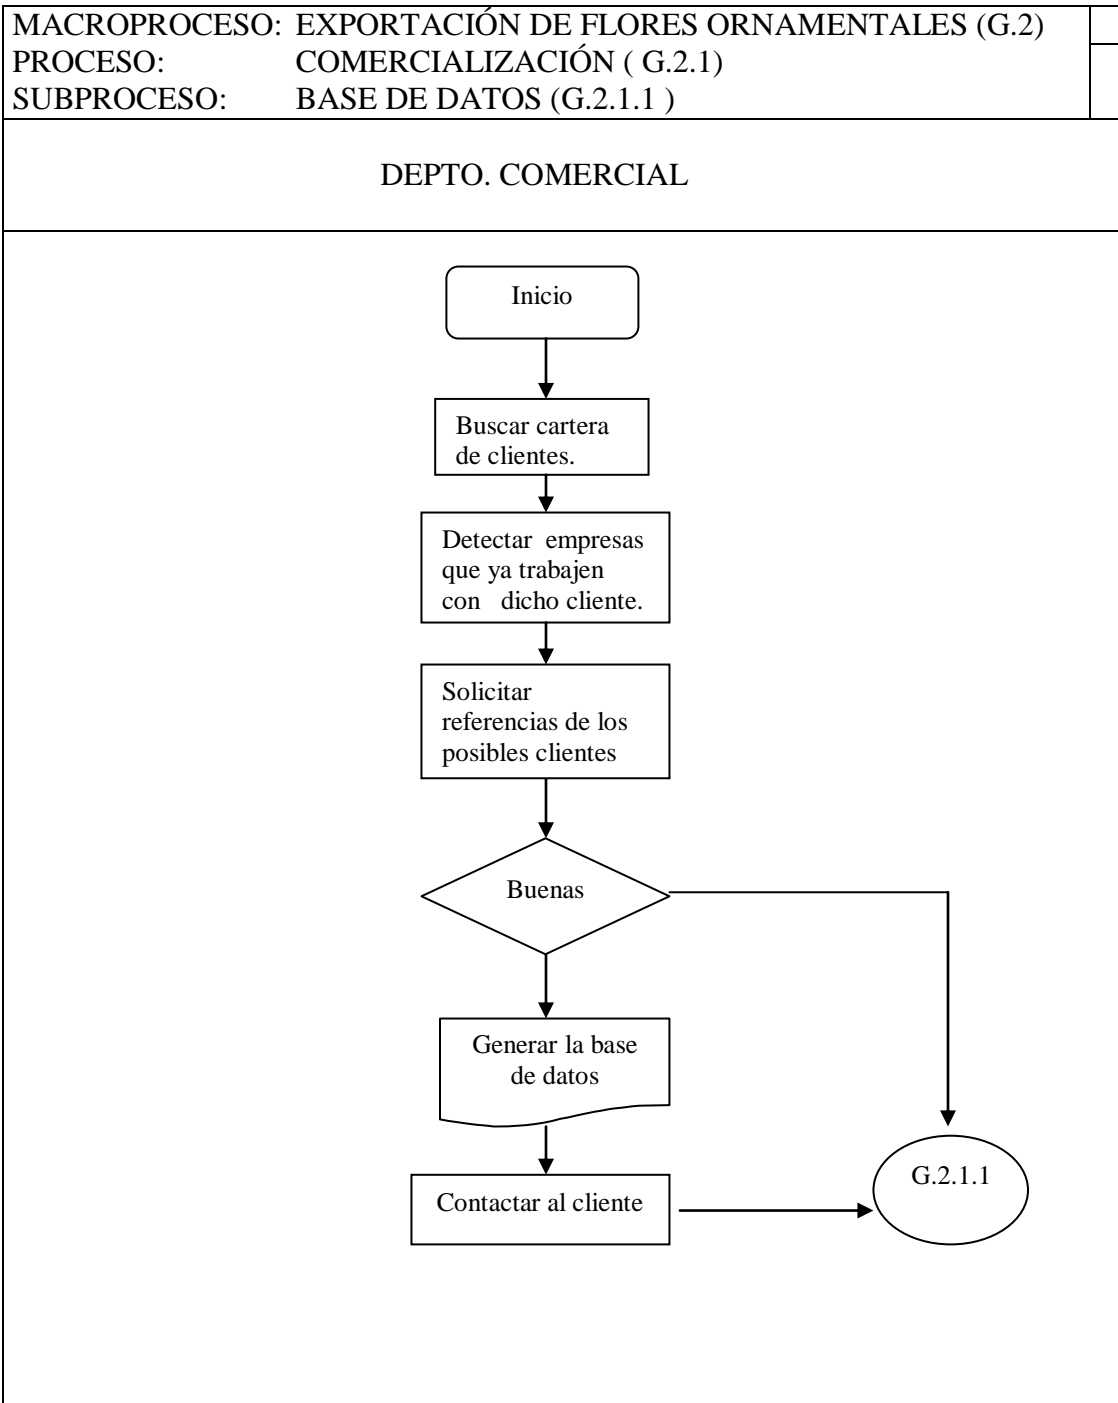 MACROPROCESO: EXPORTACIÓN DE FLORES ORNAMENTALES (G.2)
PROCESO: COMERCIALIZACIÓN ( G.2.1)
SUBPROCESO: BASE DE DATOS (G.2.1.1 )
DEPTO. COMERCIAL
Inicio
Buscar cartera
de clientes.
Detectar empresas
que ya trabajen
con dicho cliente.
Solicitar
referencias de los
posibles clientes
Buenas
Generar la base
de datos
Contactar al cliente
G.2.1.1